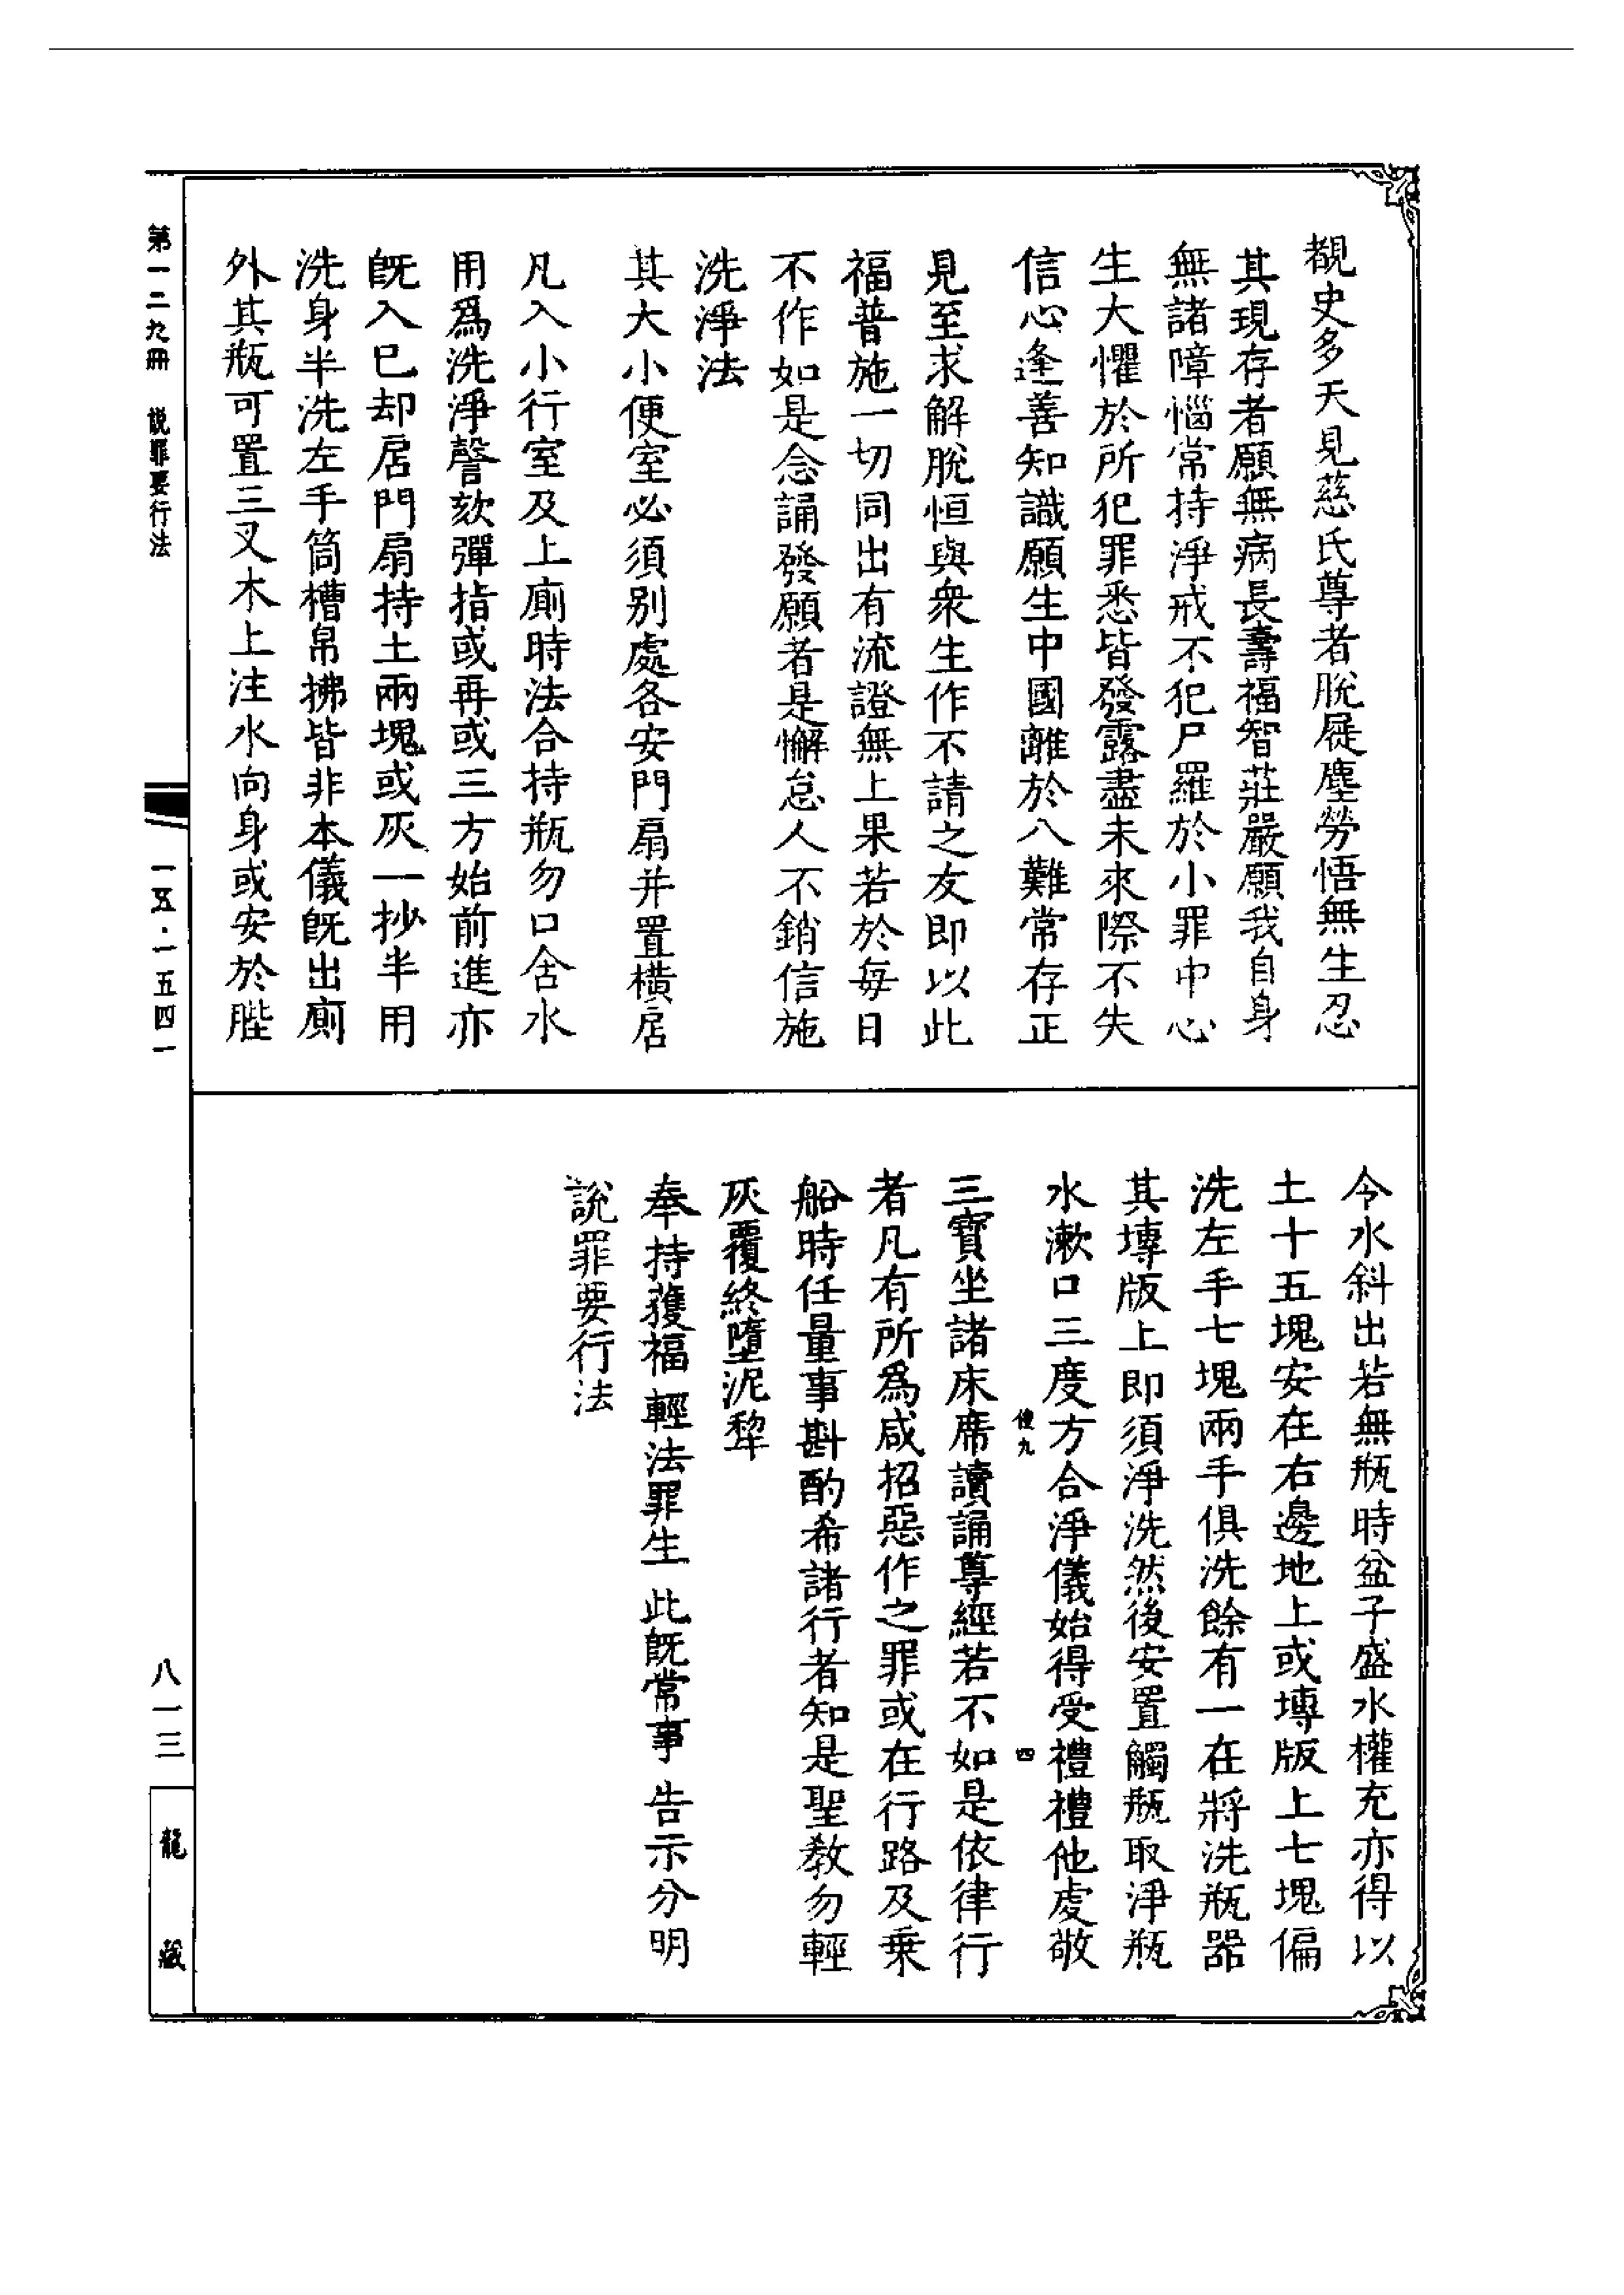 覩史多天見慈氏尊者脫屣塵勞悟無生忍
其現存者願無病長壽福智莊嚴願我自身
無諸障惱常持淨戒不犯尸羅於小罪中心
生大懼於所犯罪悉皆發露盡未來際不失
信心逢善知識願生中國離於八難常存正
見至求解脫恒與衆生作不請之友即以此
福普施一切同出有流證無上果若於每日
不作如是念誦發願者是懈怠人不銷信施
洗淨法
其大小便室必須别處各安門扇并置橫扂
凡入小行室及上廁時法合持瓶勿口含水
用爲洗淨謦欬彈指或再或三方始前進亦
旣入已却扂門扇持土兩塊或灰一抄半用
洗身半洗左手筒槽帛拂皆非本儀旣出廁
外其瓶可置三叉木上注水向身或安於䏶
令水斜出若無瓶時盆子盛水權充亦得以
土十五塊安在右邊地上或塼版上七塊偏
洗左手七塊兩手俱洗餘有一在將洗瓶器
其塼版上即須淨洗然後安置觸瓶取淨瓶
水漱口三度方合淨儀始得受禮禮他處敬
三寶坐諸床席讀誦尊經若不如是依律行
者凡有所爲咸招惡作之罪或在行路及乗
船時任量事斟酌希諸行者知是聖教勿輕
灰覆終墮泥犂
奉持獲福 輕法罪生 此旣常事 告示分明
說罪要行法
第一二九冊 説罪要行法
一五·一五四一
八一三
龍藏
九
四